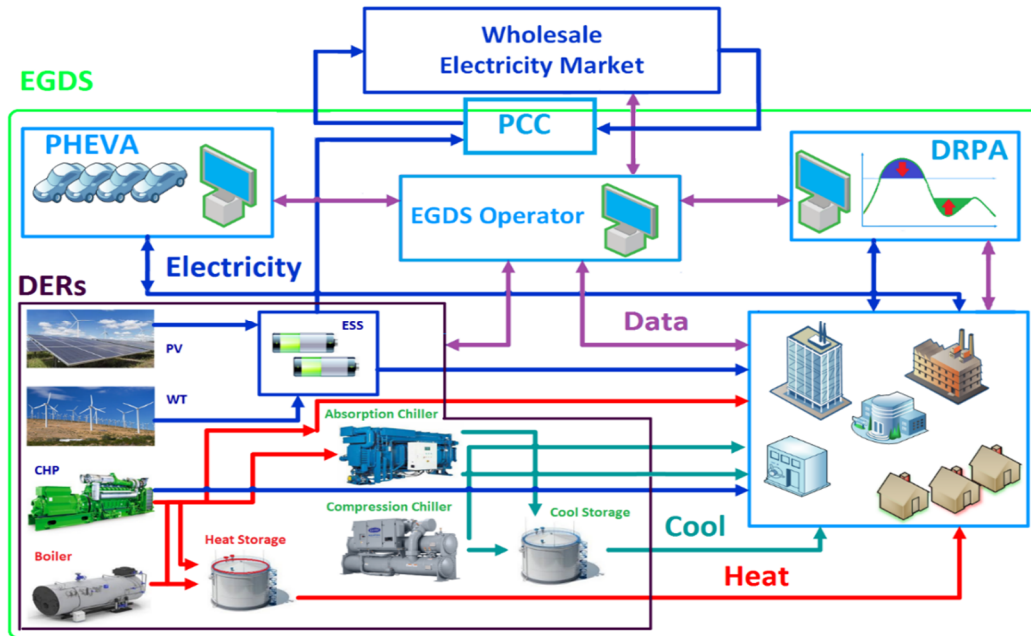 Wholesale
Electricity Market
EGDS
PCC
PHEVA
DRPA
EGDS Operator
Electricity
DERs
ESS
Data
PV
WT
Absorption Chiller
CHP
Compression Chiller
Cool Storage
Cool
Boiler
Heat Storage
Heat